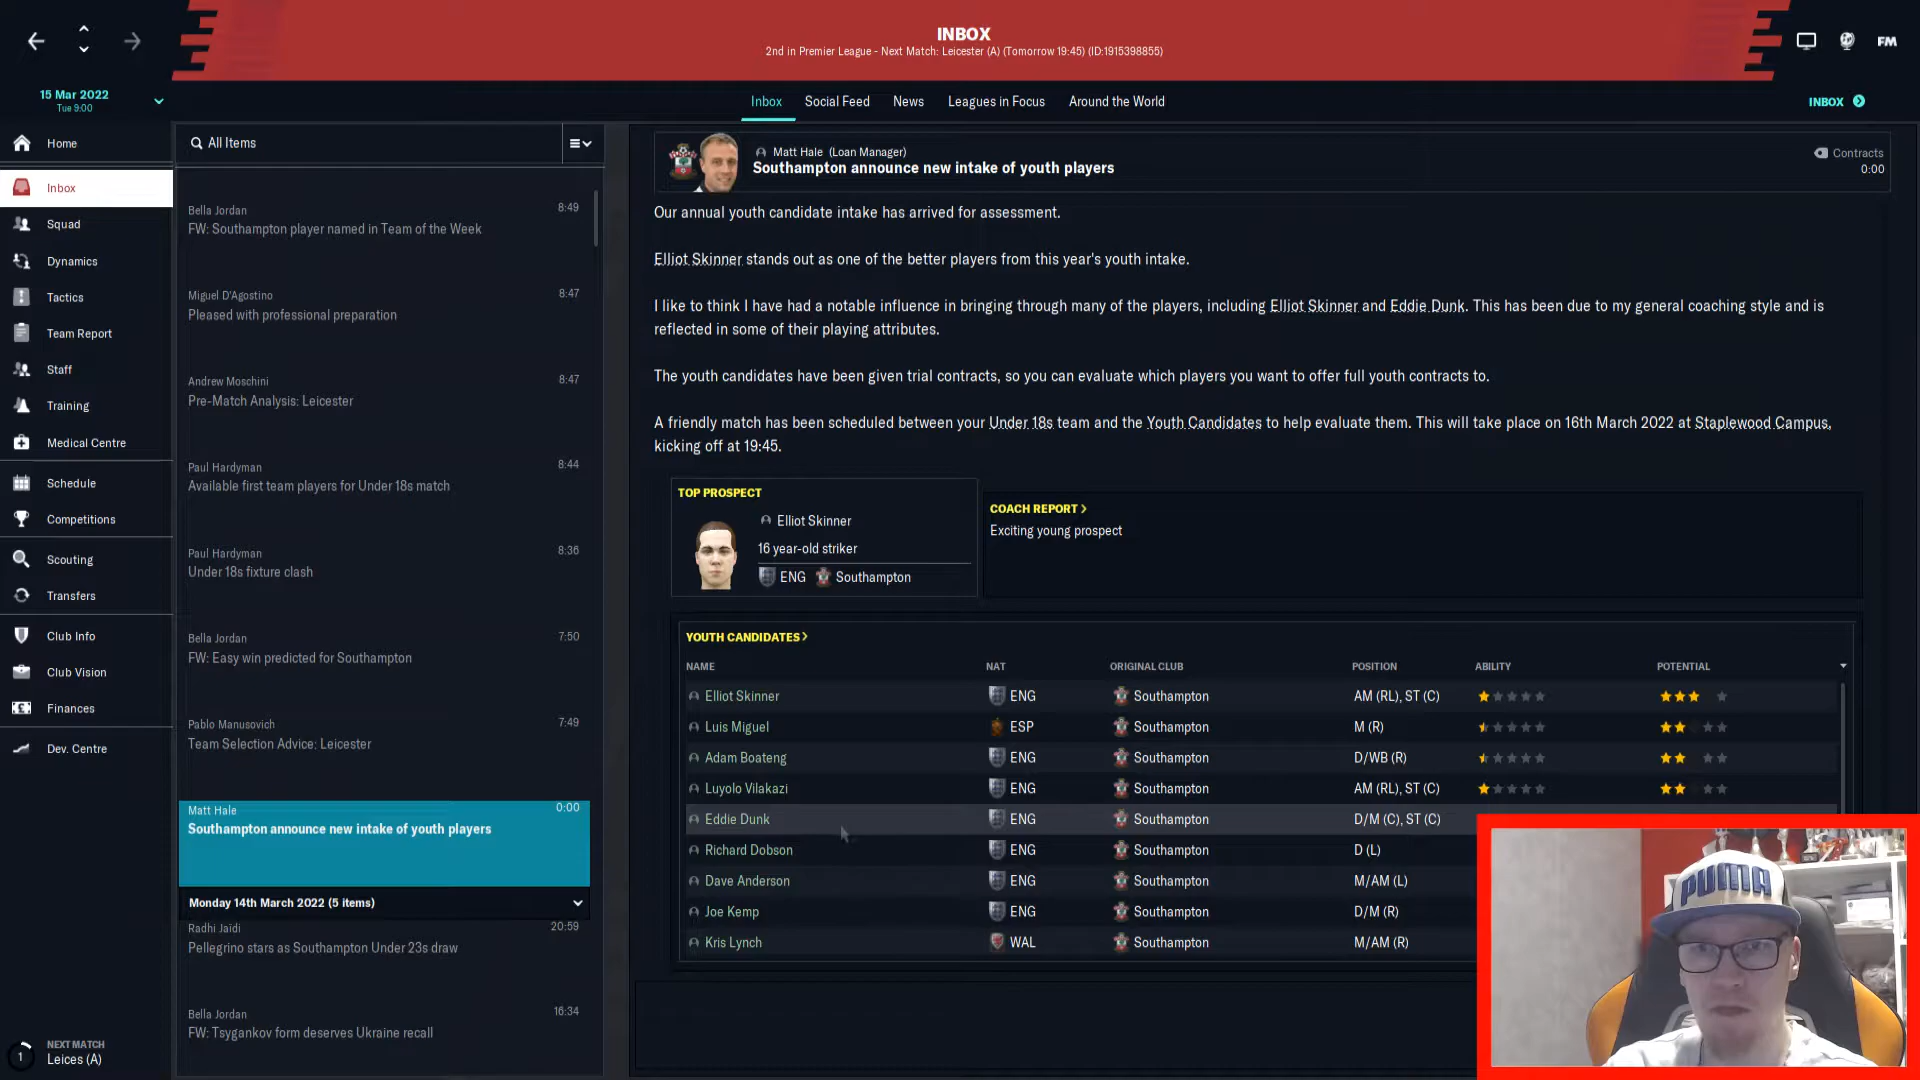 INBOX
2nd in Premier League - Next Match: Leicester (A) (Tomorrow 19:45) (ID:1915398855)
FM
15 Mar 2022
Tue 9:00
Inbox
Social Feed
News
Leagues in Focus
Around the World
INBOX
Home
Inbox
Squad
Dynamics
Tactics
Team Report
Staff
Training
Medical Centre
Schedule
Competitions
Scouting
Transfers
Club Info
Club Vision
Finances
Dev. Centre
1
NEXT MATCH
Leices (A)
All Items
Bella Jordan 8:49
FW: Southampton player named in Team of the Week
Miguel D'Agostino 8:47
Pleased with professional preparation
Andrew Moschini 8:47
Pre-Match Analysis: Leicester
Paul Hardyman 8:44
Available first team players for Under 18s match
Paul Hardyman 8:36
Under 18s fixture clash
Bella Jordan 7:50
FW: Easy win predicted for Southampton
Pablo Manusovich 7:49
Team Selection Advice: Leicester
Matt Hale 0:00
Southampton announce new intake of youth players
Monday 14th March 2022 (5 items)
Radhi Jaïdi 20:59
Pellegrino stars as Southampton Under 23s draw
Bella Jordan 16:34
FW: Tsygankov form deserves Ukraine recall
Matt Hale (Loan Manager)
Southampton announce new intake of youth players
Contracts
0:00
Our annual youth candidate intake has arrived for assessment.
Elliot Skinner stands out as one of the better players from this year's youth intake.
I like to think I have had a notable influence in bringing through many of the players, including Elliot Skinner and Eddie Dunk. This has been due to my general coaching style and is
reflected in some of their playing attributes.
The youth candidates have been given trial contracts, so you can evaluate which players you want to offer full youth contracts to.
A friendly match has been scheduled between your Under 18s team and the Youth Candidates to help evaluate them. This will take place on 16th March 2022 at Staplewood Campus,
kicking off at 19:45.
TOP PROSPECT
Elliot Skinner
16 year-old striker
ENG Southampton
COACH REPORT >
Exciting young prospect
YOUTH CANDIDATES >
NAME NAT ORIGINAL CLUB POSITION ABILITY POTENTIAL
Elliot Skinner ENG Southampton AM (RL), ST (C)
Luis Miguel ESP Southampton M (R)
Adam Boateng ENG Southampton D/WB (R)
Luyolo Vilakazi ENG Southampton AM (RL), ST (C)
Eddie Dunk ENG Southampton D/M (C), ST (C)
Richard Dobson ENG Southampton D (L)
Dave Anderson ENG Southampton M/AM (L)
Joe Kemp ENG Southampton D/M (R)
Kris Lynch WAL Southampton M/AM (R)
PUMA